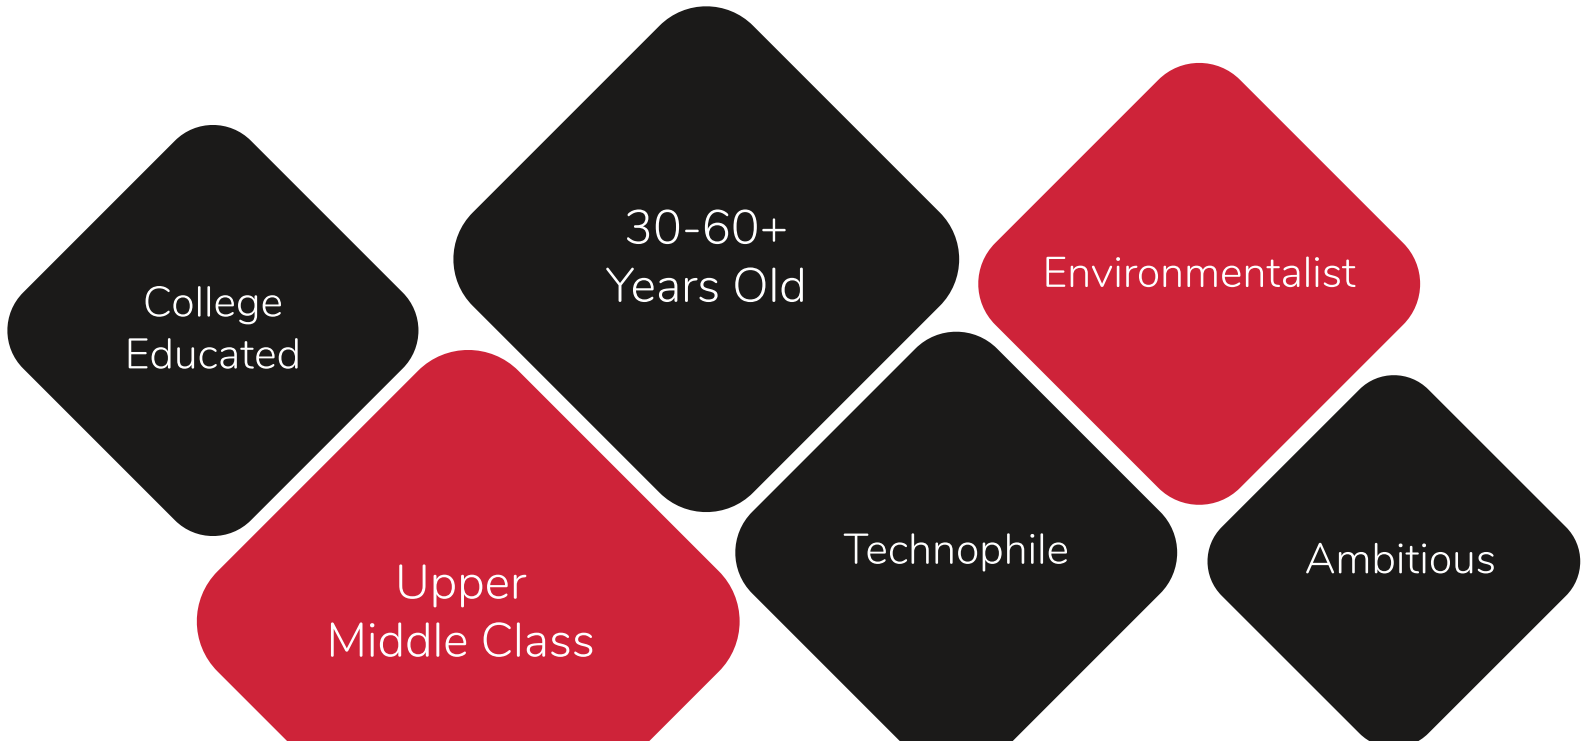 College
Educated
30-60+
Years Old
Environmentalist
Upper
Middle Class
Technophile
Ambitious